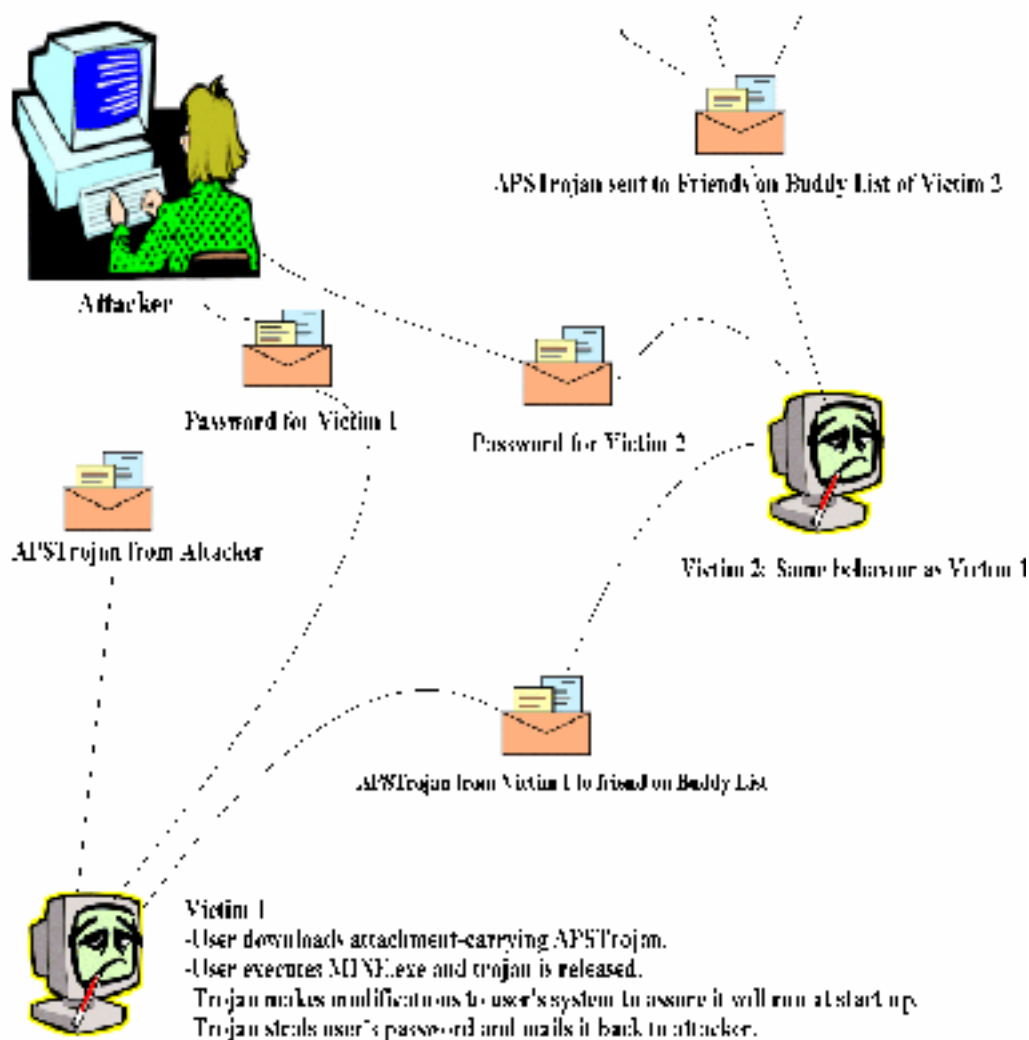 APSTrojan sent to Friends on Buddy List of Victim 2
Attacker
Password for Victim 1
Password for Victim 2
APSTrojan from Attacker
Victim 2: Same behavior as Victim 1
APSTrojan from Victim 1 to friend on Buddy List
Victim 1
-User downloads attachment-carrying APSTrojan.
-User executes MINE.exe and trojan is released.
Trojan makes modifications to user's system to assure it will run at start up.
Trojan steals user's password and mails it back to attacker.